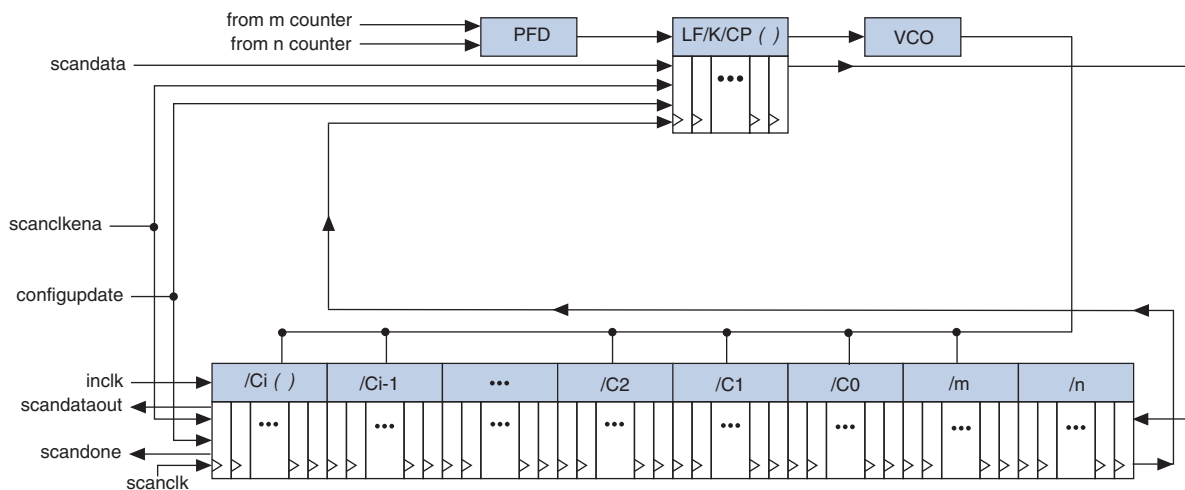 from m counter
from n counter
PFD
LF/K/CP ( )
VCO
scandata
•••
scanclkena
configupdate
inclk
/Ci ( )
/Ci-1
•••
/C2
/C1
/C0
/m
/n
scandataout
••• ••• ••• ••• ••• ••• ••• •••
scandone
scanclk